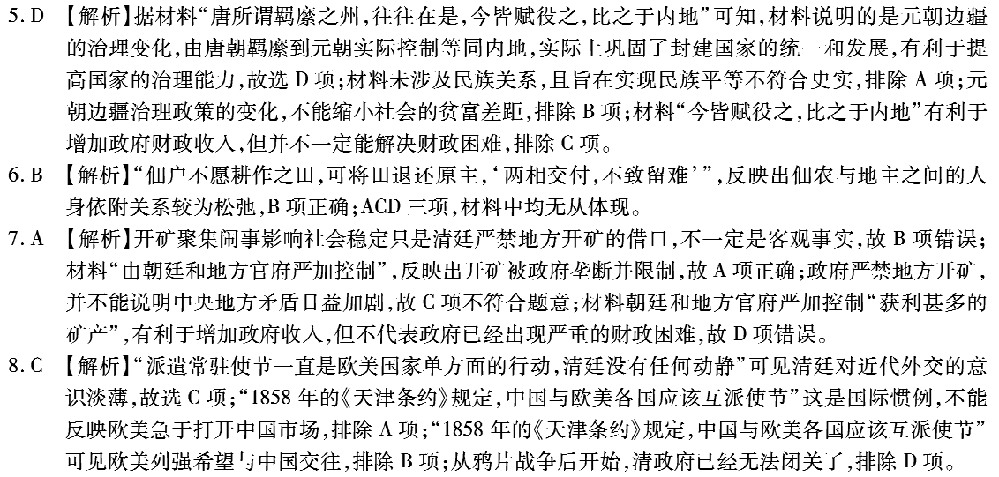 5. D 【解析】据材料“唐所谓羁縻之州,往往在是,今皆赋役之,比之于内地”可知,材料说明的是元朝边疆
的治理变化,由唐朝羁縻到元朝实际控制等同内地,实际上巩固了封建国家的统一和发展,有利于提
高国家的治理能力,故选 D 项;材料未涉及民族关系,且旨在实现民族平等不符合史实,排除 A 项;元
朝边疆治理政策的变化,不能缩小社会的贫富差距,排除 B 项;材料“今皆赋役之,比之于内地”有利于
增加政府财政收入,但并不一定能解决财政困难,排除 C 项。
6. B 【解析】“佃户不愿耕作之田,可将田退还原主,‘两相交付,不致留难’”,反映出佃农与地主之间的人
身依附关系较为松弛,B 项正确;ACD 三项,材料中均无从体现。
7. A 【解析】开矿聚集闹事影响社会稳定只是清廷严禁地方开矿的借口,不一定是客观事实,故 B 项错误;
材料“由朝廷和地方官府严加控制”,反映出开矿被政府垄断并限制,故 A 项正确;政府严禁地方开矿,
并不能说明中央地方矛盾日益加剧,故 C 项不符合题意;材料朝廷和地方官府严加控制“获利甚多的
矿产”,有利于增加政府收入,但不代表政府已经出现严重的财政困难,故 D 项错误。
8. C 【解析】“派遣常驻使节一直是欧美国家单方面的行动,清廷没有任何动静”可见清廷对近代外交的意
识淡薄,故选 C 项;“1858 年的《天津条约》规定,中国与欧美各国应该互派使节”这是国际惯例,不能
反映欧美急于打开中国市场,排除 A 项;“1858 年的《天津条约》规定,中国与欧美各国应该互派使节”
可见欧美列强希望与中国交往,排除 B 项;从鸦片战争后开始,清政府已经无法闭关了,排除 D 项。